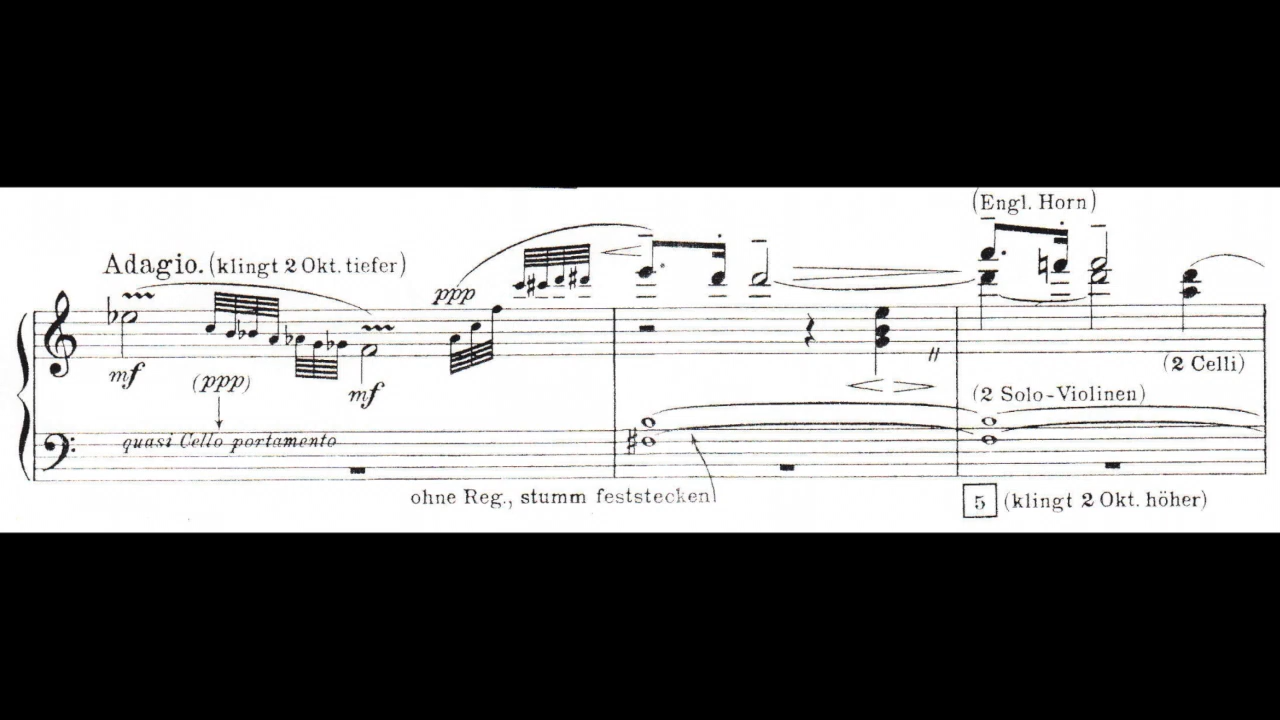 (Engl. Horn)
Adagio. (klingt 2 Okt. tiefer)
ppp
mf
(ppp)
mf
(2 Celli)
(2 Solo-Violinen)
quasi Cello portamento
ohne Reg., stumm feststecken
5 (klingt 2 Okt. höher)